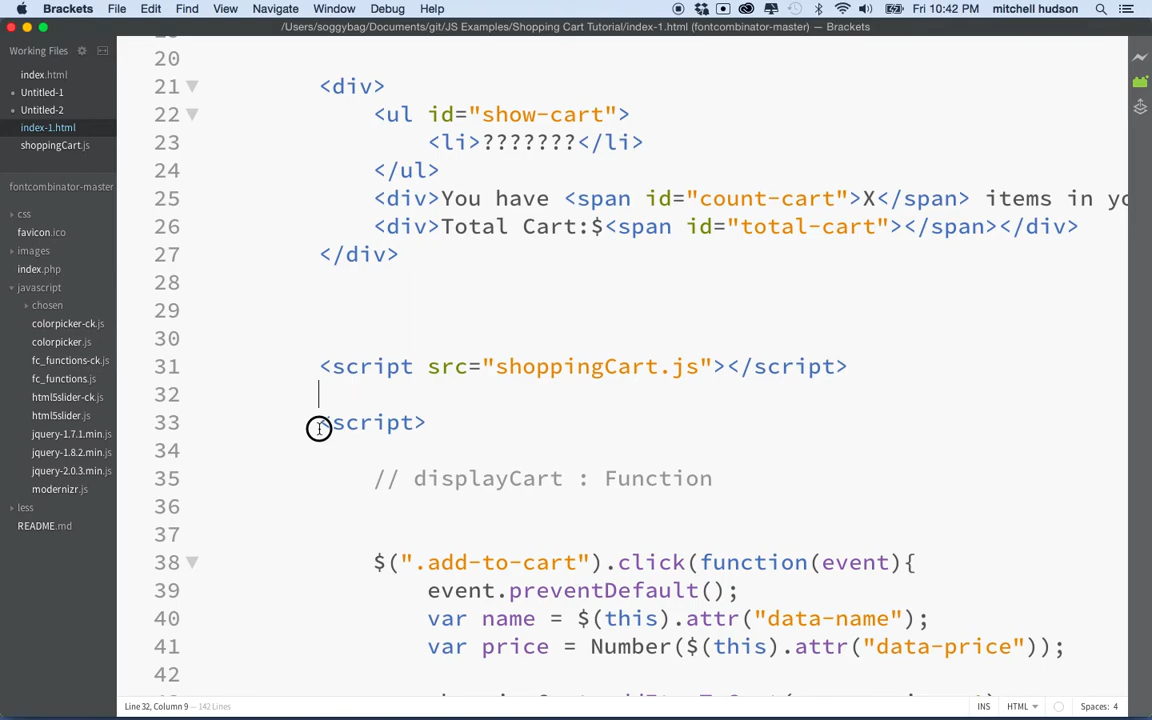 Brackets File Edit Find View Navigate Window Debug Help Fri 10:42 PM mitchell hudson
/Users/soggybag/Documents/git/JS Examples/Shopping Cart Tutorial/index-1.html (fontcombinator-master) — Brackets
Working Files
index.html
• Untitled-1
• Untitled-2
index-1.html
shoppingCart.js
fontcombinator-master
css
favicon.ico
images
index.php
javascript
chosen
colorpicker-ck.js
colorpicker.js
fc_functions-ck.js
fc_functions.js
html5slider-ck.js
html5slider.js
jquery-1.7.1.min.js
jquery-1.8.2.min.js
jquery-2.0.3.min.js
modernizr.js
less
README.md
20
21 <div>
22 <ul id="show-cart">
23 <li>???????</li>
24 </ul>
25 <div>You have <span id="count-cart">X</span> items in yo
26 <div>Total Cart:$<span id="total-cart"></span></div>
27 </div>
28
29
30
31 <script src="shoppingCart.js"></script>
32
33 <script>
34
35 // displayCart : Function
36
37
38 $(".add-to-cart").click(function(event){
39 event.preventDefault();
40 var name = $(this).attr("data-name");
41 var price = Number($(this).attr("data-price"));
42
Line 32, Column 9 — 142 Lines
INS HTML Spaces: 4